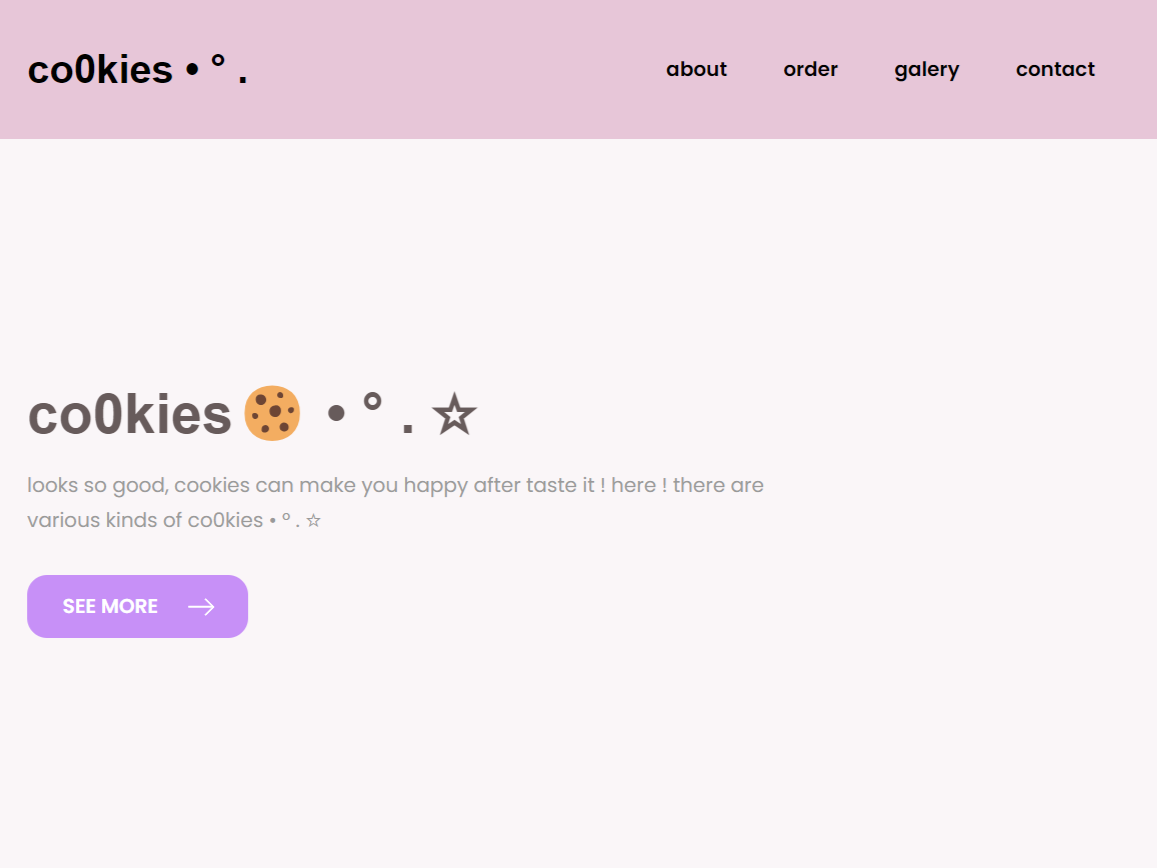 co0kies • ° .
about order galery contact
co0kies 🍪 • ° . ☆
looks so good, cookies can make you happy after taste it ! here ! there are
various kinds of co0kies • ° . ☆
SEE MORE →